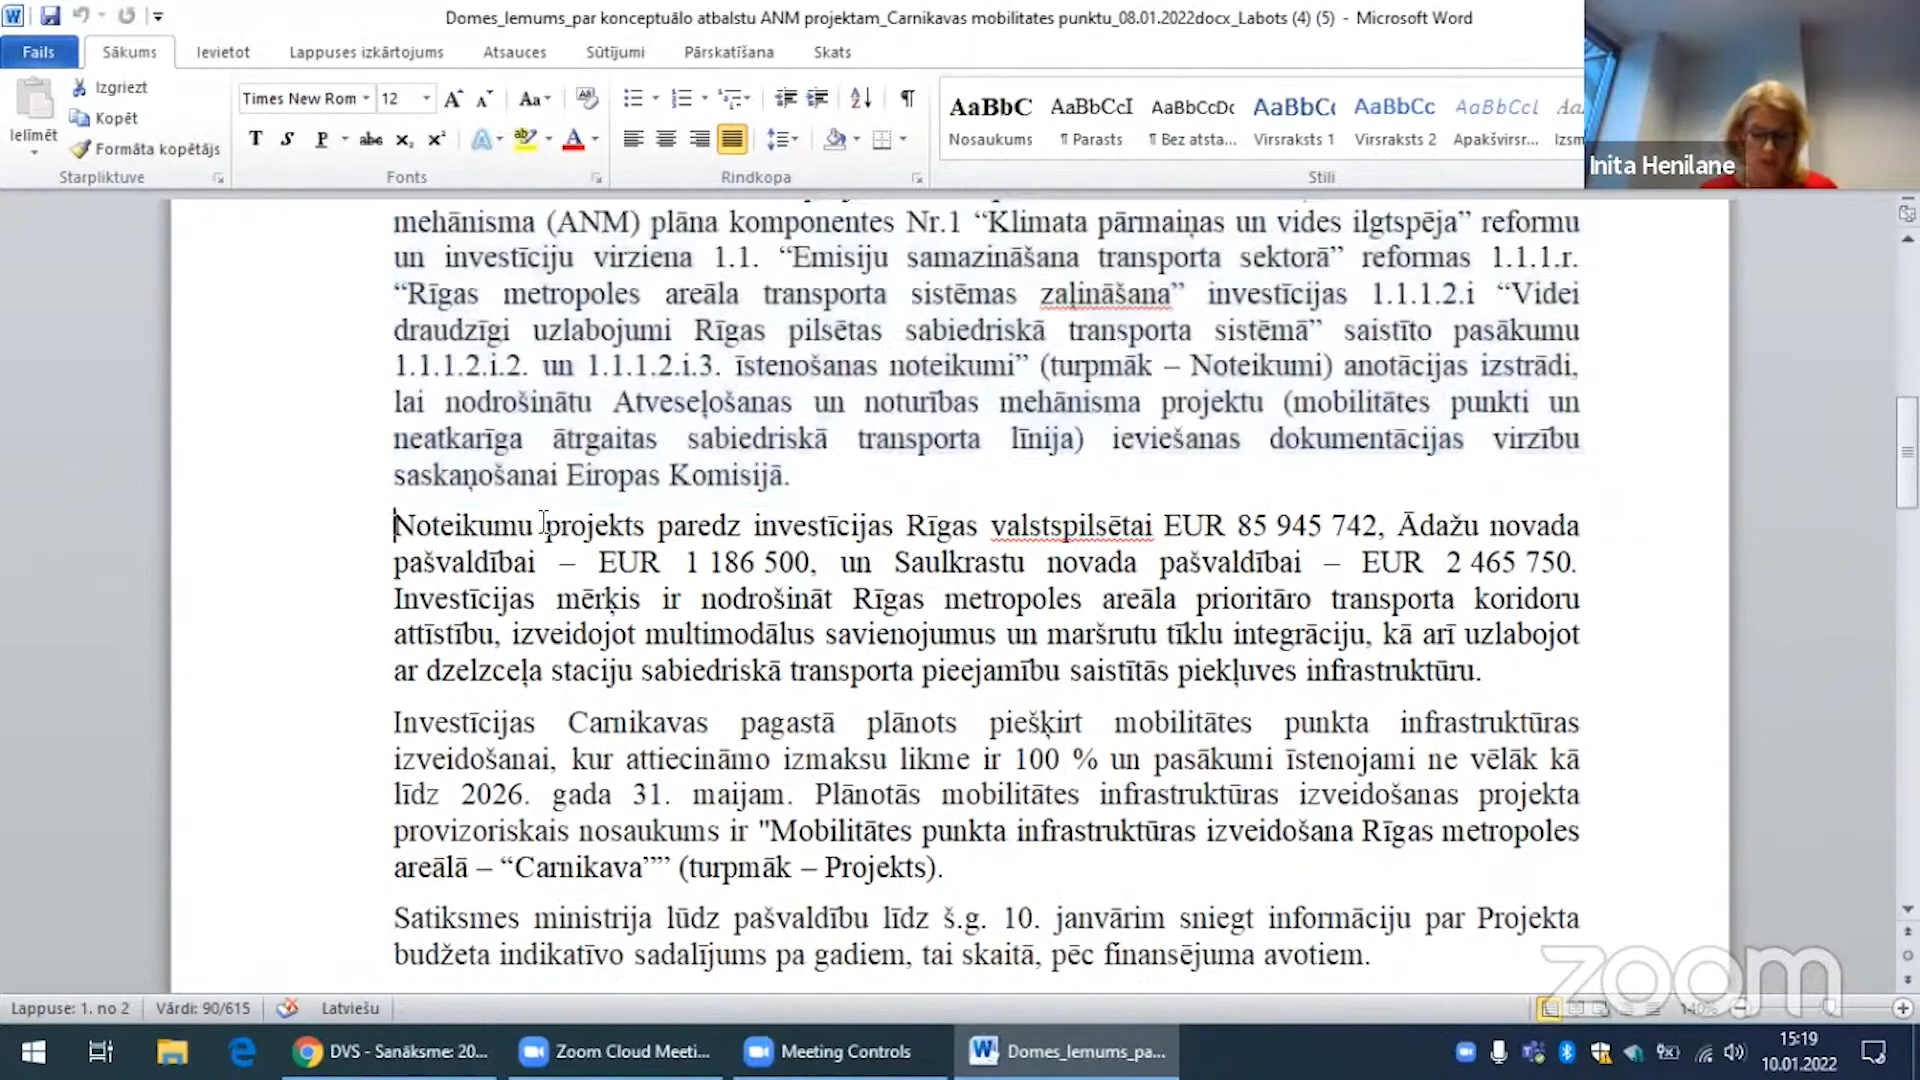 Domes_lemums_par konceptuālo atbalstu ANM projektam_Carnikavas mobilitates punktu_08.01.2022docx_Labots (4) (5) - Microsoft Word
Fails Sākums Ievietot Lappuses izkārtojums Atsauces Sūtījumi Pārskatīšana Skats
Ielīmēt
Izgriezt
Kopēt
Formāta kopētājs
Times New Rom 12
AaBbC AaBbCcI AaBbCcDc AaBbC AaBbCc AaBbCcL
Nosaukums ¶ Parasts ¶ Bez atsta... Virsraksts 1 Virsraksts 2 Apakšvirsr...
Starpliktuve Fonts Rindkopa Stili
Inita Henilane
mehānisma (ANM) plāna komponentes Nr.1 “Klimata pārmaiņas un vides ilgtspēja” reformu
un investīciju virziena 1.1. “Emisiju samazināšana transporta sektorā” reformas 1.1.1.r.
“Rīgas metropoles areāla transporta sistēmas zaļināšana” investīcijas 1.1.1.2.i “Videi
draudzīgi uzlabojumi Rīgas pilsētas sabiedriskā transporta sistēmā” saistīto pasākumu
1.1.1.2.i.2. un 1.1.1.2.i.3. īstenošanas noteikumi” (turpmāk – Noteikumi) anotācijas izstrādi,
lai nodrošinātu Atveseļošanas un noturības mehānisma projektu (mobilitātes punkti un
neatkarīga ātrgaitas sabiedriskā transporta līnija) ieviešanas dokumentācijas virzību
saskaņošanai Eiropas Komisijā.
Noteikumu projekts paredz investīcijas Rīgas valstspilsētai EUR 85 945 742, Ādažu novada
pašvaldībai – EUR 1 186 500, un Saulkrastu novada pašvaldībai – EUR 2 465 750.
Investīcijas mērķis ir nodrošināt Rīgas metropoles areāla prioritāro transporta koridoru
attīstību, izveidojot multimodālus savienojumus un maršrutu tīklu integrāciju, kā arī uzlabojot
ar dzelzceļa staciju sabiedriskā transporta pieejamību saistītās piekļuves infrastruktūru.
Investīcijas Carnikavas pagastā plānots piešķirt mobilitātes punkta infrastruktūras
izveidošanai, kur attiecināmo izmaksu likme ir 100 % un pasākumi īstenojami ne vēlāk kā
līdz 2026. gada 31. maijam. Plānotās mobilitātes infrastruktūras izveidošanas projekta
provizoriskais nosaukums ir "Mobilitātes punkta infrastruktūras izveidošana Rīgas metropoles
areālā – “Carnikava”” (turpmāk – Projekts).
Satiksmes ministrija lūdz pašvaldību līdz š.g. 10. janvārim sniegt informāciju par Projekta
budžeta indikatīvo sadalījums pa gadiem, tai skaitā, pēc finansējuma avotiem.
zoom
Lappuse: 1. no 2 Vārdi: 90/615 Latviešu 140%
DVS - Sanāksme: 20... Zoom Cloud Meeti... Meeting Controls Domes_lemums_pa...
15:19
10.01.2022